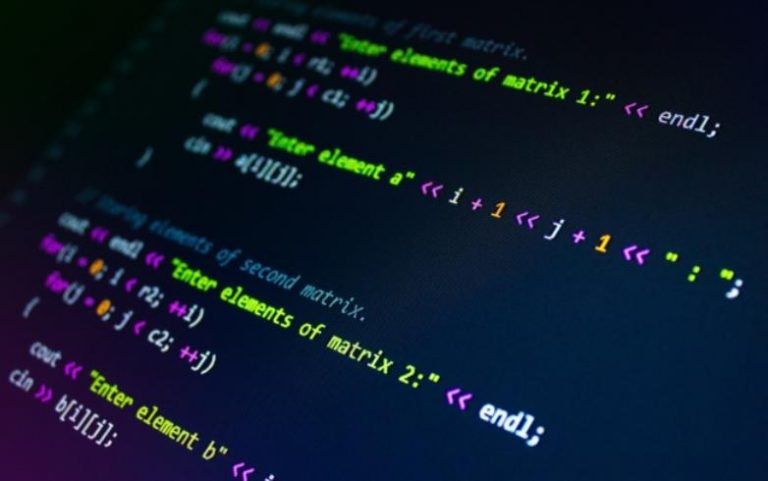 // Storing elements of first matrix.
cout << endl << "Enter elements of matrix 1:" << endl;
for(i = 0; i < r1; ++i)
for(j = 0; j < c1; ++j)
{
cout << "Enter element a" << i + 1 << j + 1 << " : ";
cin >> a[i][j];
}
// Storing elements of second matrix.
cout << endl << "Enter elements of matrix 2:" << endl;
for(i = 0; i < r2; ++i)
for(j = 0; j < c2; ++j)
{
cout << "Enter element b" << i
cin >> b[i][j];